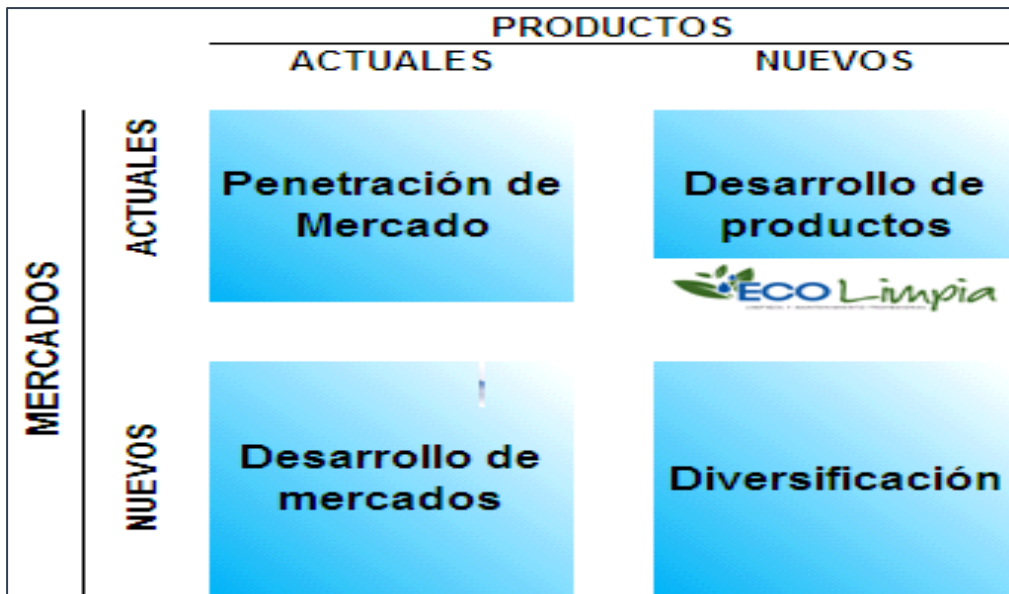 PRODUCTOS
ACTUALES NUEVOS
MERCADOS
ACTUALES
Penetración de
Mercado
Desarrollo de
productos
ECO Limpia
NUEVOS
Desarrollo de
mercados
Diversificación